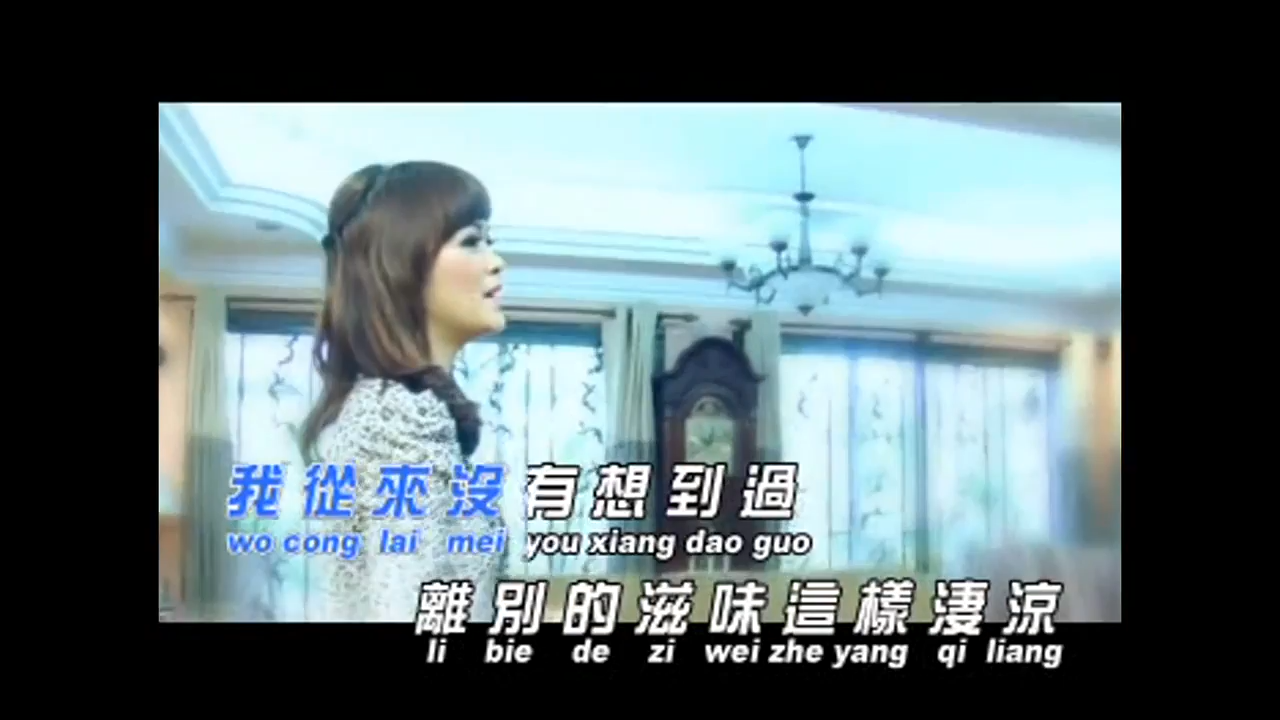 我從來沒有想到過
wo cong lai mei you xiang dao guo
離別的滋味這樣淒涼
li bie de zi wei zhe yang qi liang